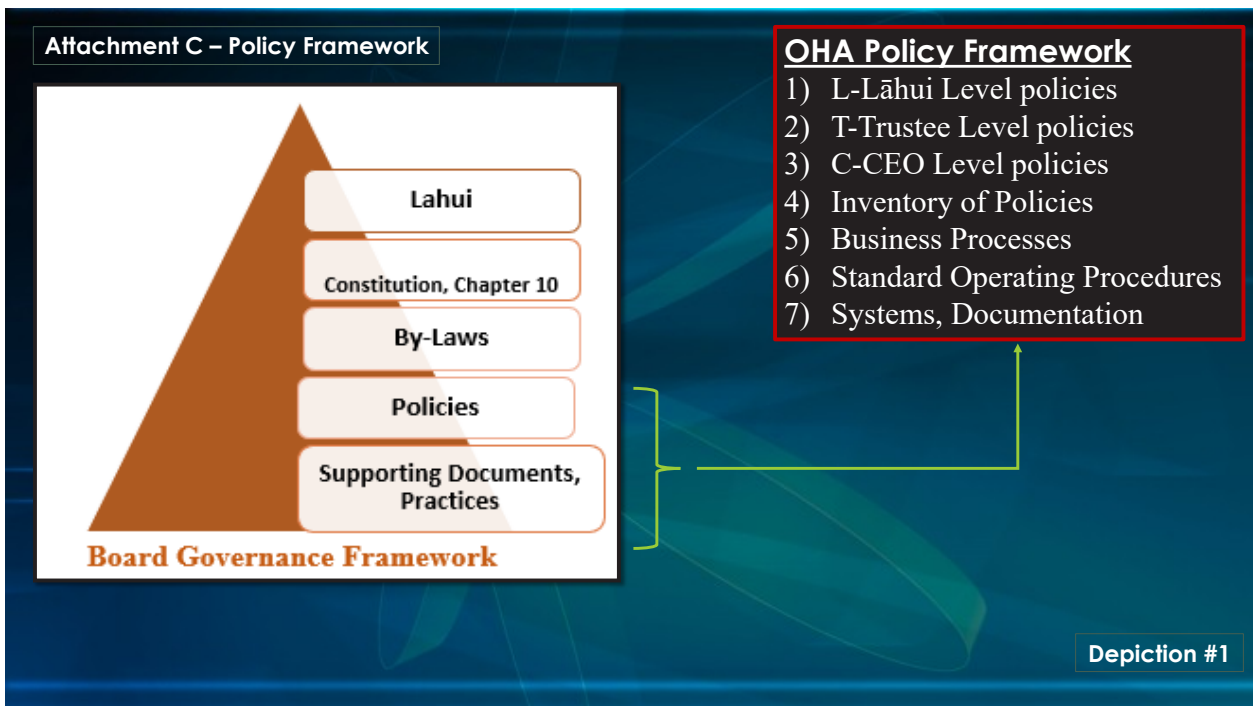 Attachment C – Policy Framework
Lahui
Constitution, Chapter 10
By-Laws
Policies
Supporting Documents,
Practices
Board Governance Framework
OHA Policy Framework
1) L-Lāhui Level policies
2) T-Trustee Level policies
3) C-CEO Level policies
4) Inventory of Policies
5) Business Processes
6) Standard Operating Procedures
7) Systems, Documentation
Depiction #1